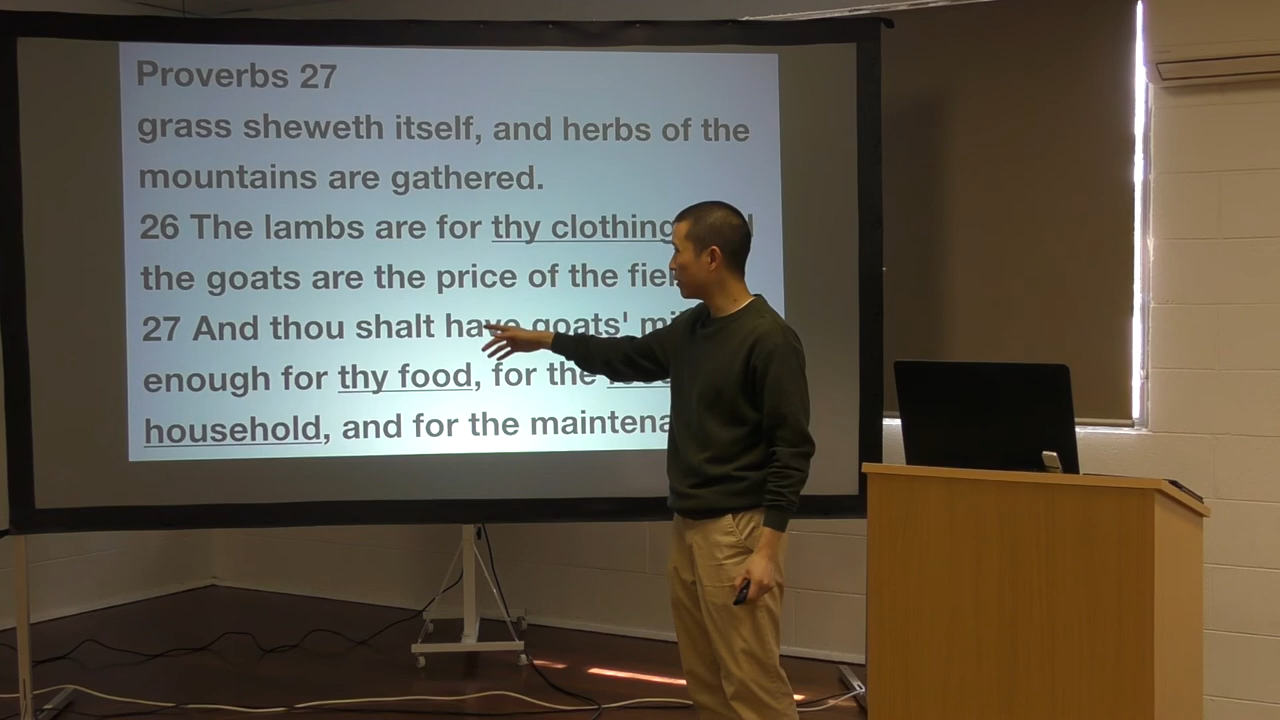 Proverbs 27
grass sheweth itself, and herbs of the
mountains are gathered.
26 The lambs are for thy clothing
the goats are the price of the
27 And thou shalt have goats'
enough for thy food, for the
household, and for the